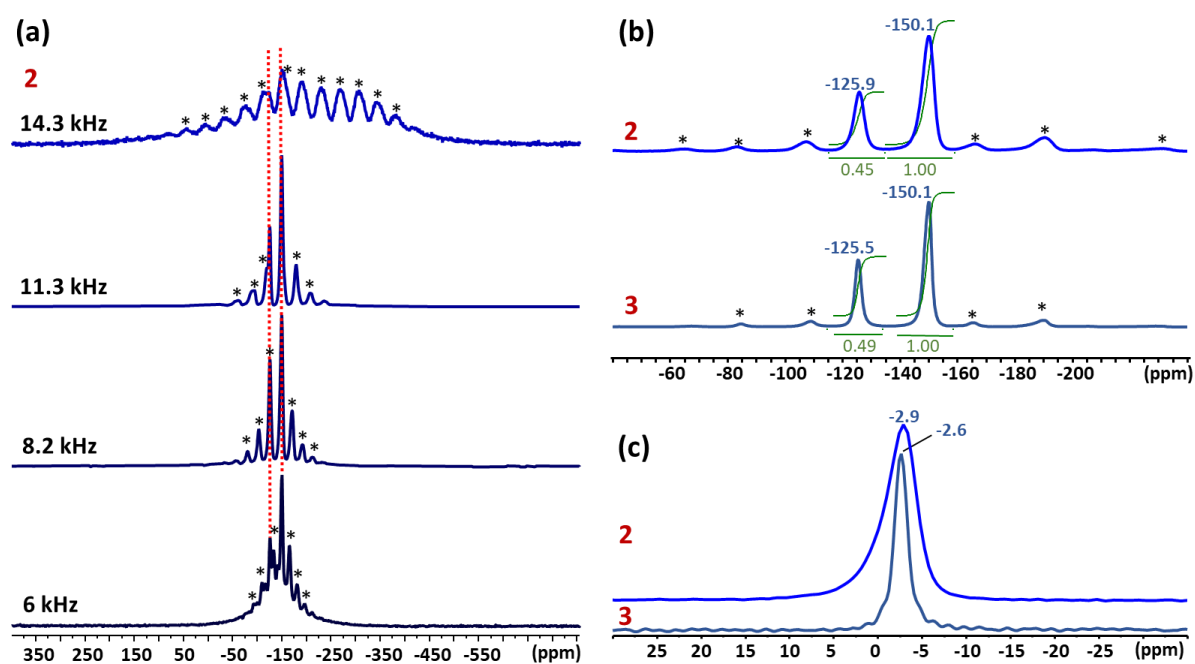 (a)
2
14.3 kHz
* * * * * * * * * * * *
11.3 kHz
* * * * *
8.2 kHz
* * * * * *
6 kHz
* * * * * * *
350 250 150 50 -50 -150 -250 -350 -450 -550 (ppm)
(b)
-150.1
-125.9
2
* * * * * *
0.45 1.00
-150.1
-125.5
3
* * * *
0.49 1.00
-60 -80 -100 -120 -140 -160 -180 -200 (ppm)
(c)
-2.9
-2.6
2
3
25 20 15 10 5 0 -5 -10 -15 -20 -25 (ppm)